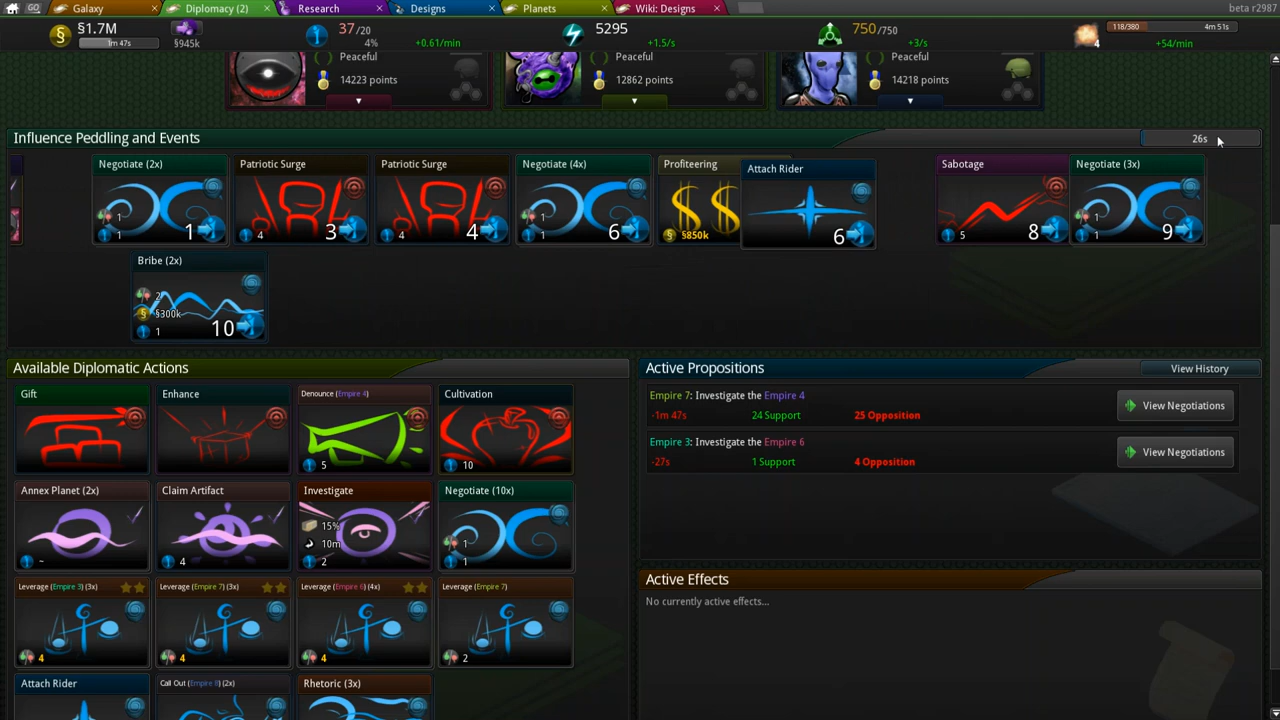 GO Galaxy × Diplomacy (2) × Research × Designs × Planets × Wiki: Designs × beta r2987
§1.7M
1m 47s
§945k
37/20
4% +0.61/min
5295
+1.5/s
750/750
+3/s
4
118/380 4m 51s
+54/min
Peaceful
14223 points
Peaceful
12862 points
Peaceful
14218 points
Influence Peddling and Events
26s
Negotiate (2x)
1
1
1
Patriotic Surge
4
3
Patriotic Surge
4
4
Negotiate (4x)
1
1
6
Profiteering
§850k
Attach Rider
6
Sabotage
5
8
Negotiate (3x)
1
1
9
Bribe (2x)
2
§300k
1
10
Available Diplomatic Actions
Gift
Enhance
Denounce (Empire 4)
5
Cultivation
10
Annex Planet (2x)
~
Claim Artifact
4
Investigate
15%
10m
2
Negotiate (10x)
1
1
Leverage (Empire 3) (3x)
4
Leverage (Empire 7) (3x)
4
Leverage (Empire 6) (4x)
4
Leverage (Empire 7)
2
Attach Rider
Call Out (Empire 8) (2x)
Rhetoric (3x)
Active Propositions
View History
Empire 7: Investigate the Empire 4
-1m 47s 24 Support 25 Opposition
View Negotiations
Empire 3: Investigate the Empire 6
-27s 1 Support 4 Opposition
View Negotiations
Active Effects
No currently active effects...